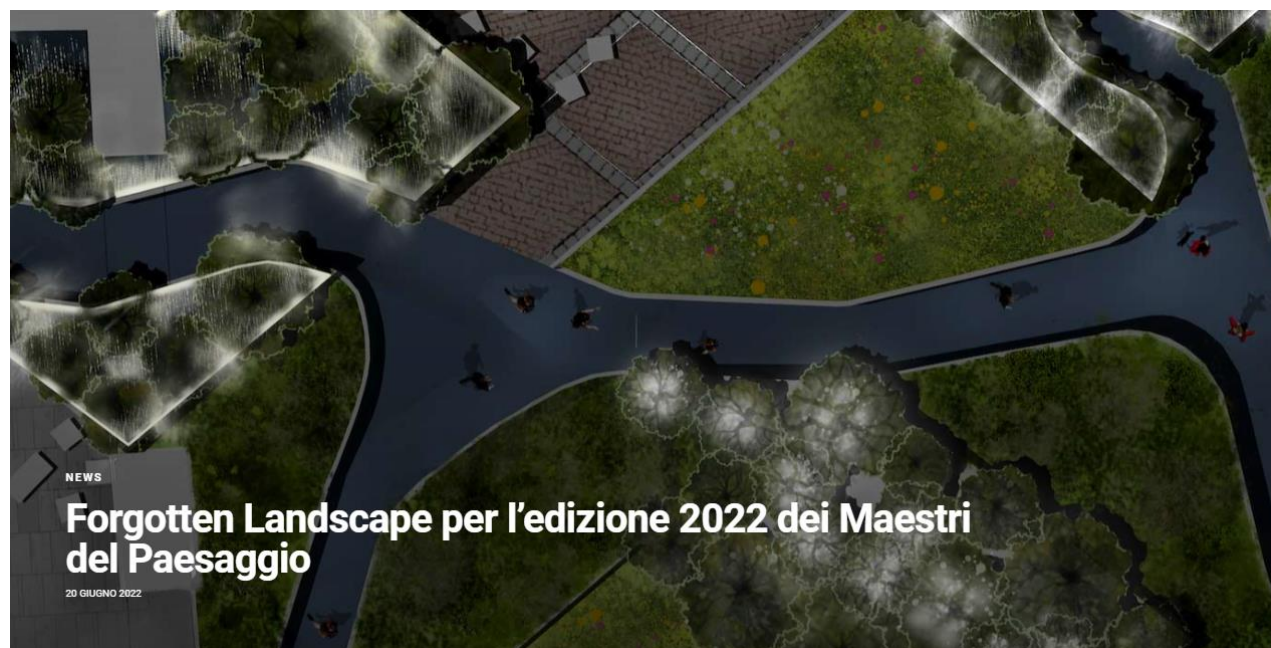 NEWS
Forgotten Landscape per l’edizione 2022 dei Maestri
del Paesaggio
20 GIUGNO 2022